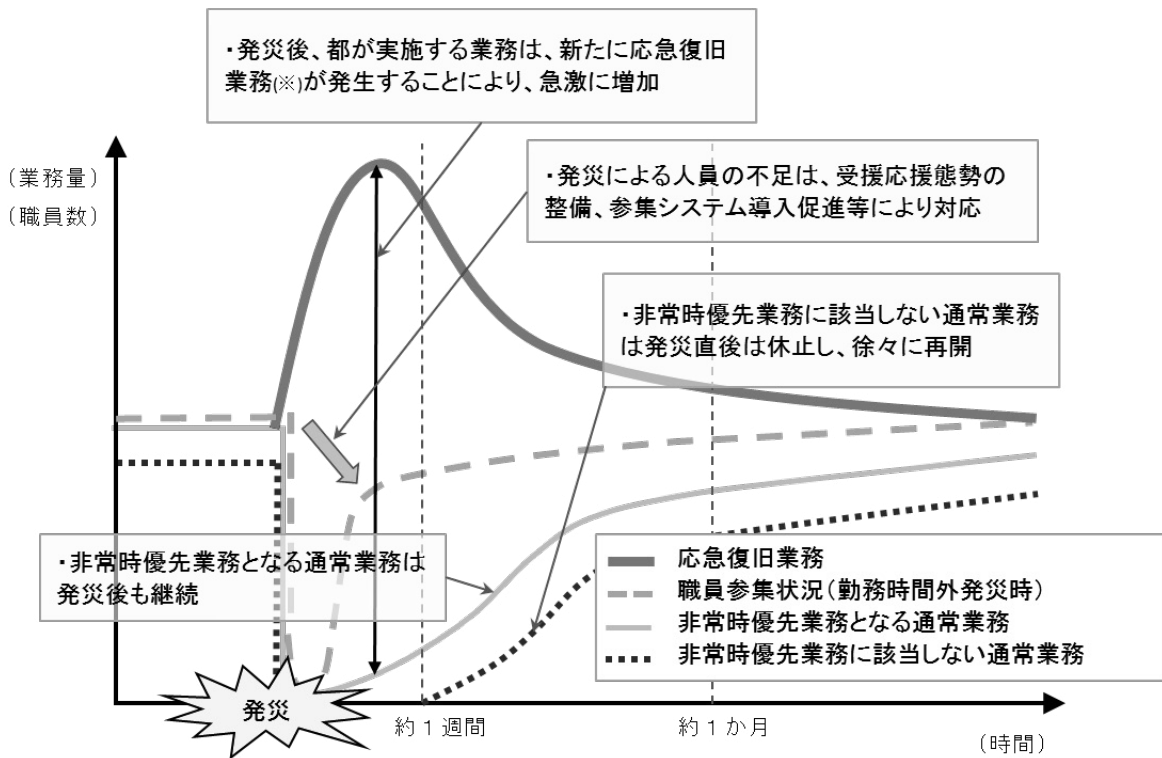 ・発災後、都が実施する業務は、新たに応急復旧
業務(※)が発生することにより、急激に増加
（業務量）
（職員数）
・発災による人員の不足は、受援応援態勢の
整備、参集システム導入促進等により対応
・非常時優先業務に該当しない通常業務
は発災直後は休止し、徐々に再開
・非常時優先業務となる通常業務は
発災後も継続
応急復旧業務
職員参集状況（勤務時間外発災時）
非常時優先業務となる通常業務
非常時優先業務に該当しない通常業務
発災
約１週間
約１か月
（時間）